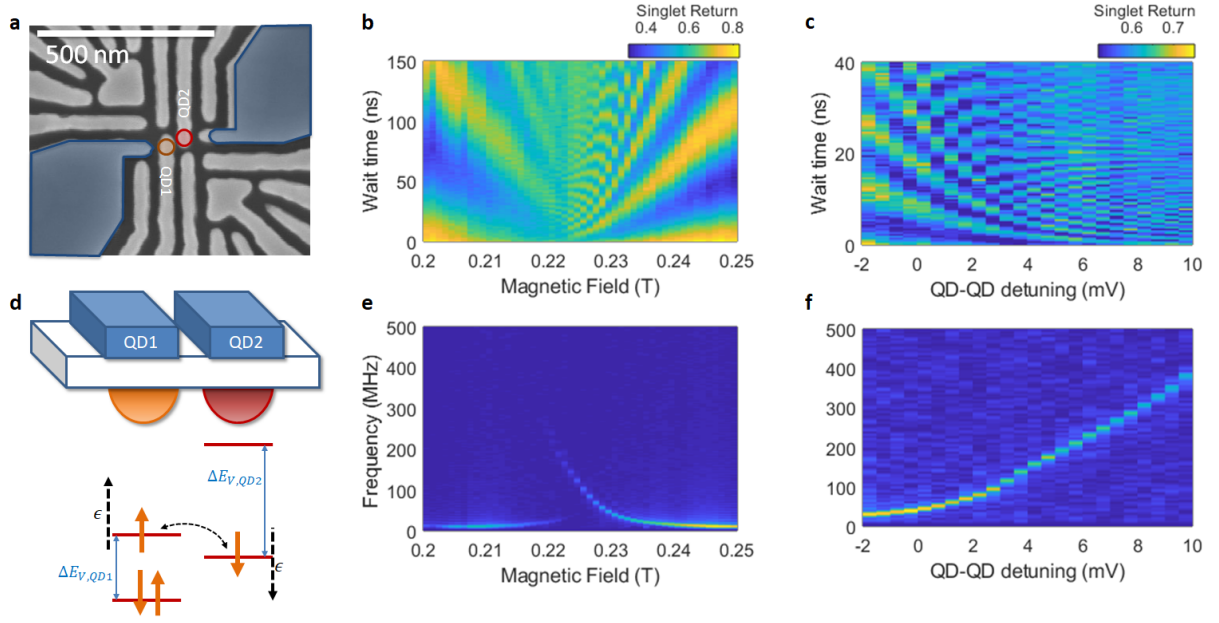 a
500 nm
QD2
QD1
b
Singlet Return
0.4 0.6 0.8
150
100
50
0
Wait time (ns)
0.2 0.21 0.22 0.23 0.24 0.25
Magnetic Field (T)
c
Singlet Return
0.6 0.7
40
20
0
Wait time (ns)
-2 0 2 4 6 8 10
QD-QD detuning (mV)
d
QD1 QD2
ΔE_V,QD2
ϵ
ϵ
ΔE_V,QD1
e
500
400
300
200
100
0
Frequency (MHz)
0.2 0.21 0.22 0.23 0.24 0.25
Magnetic Field (T)
f
500
400
300
200
100
0
-2 0 2 4 6 8 10
QD-QD detuning (mV)